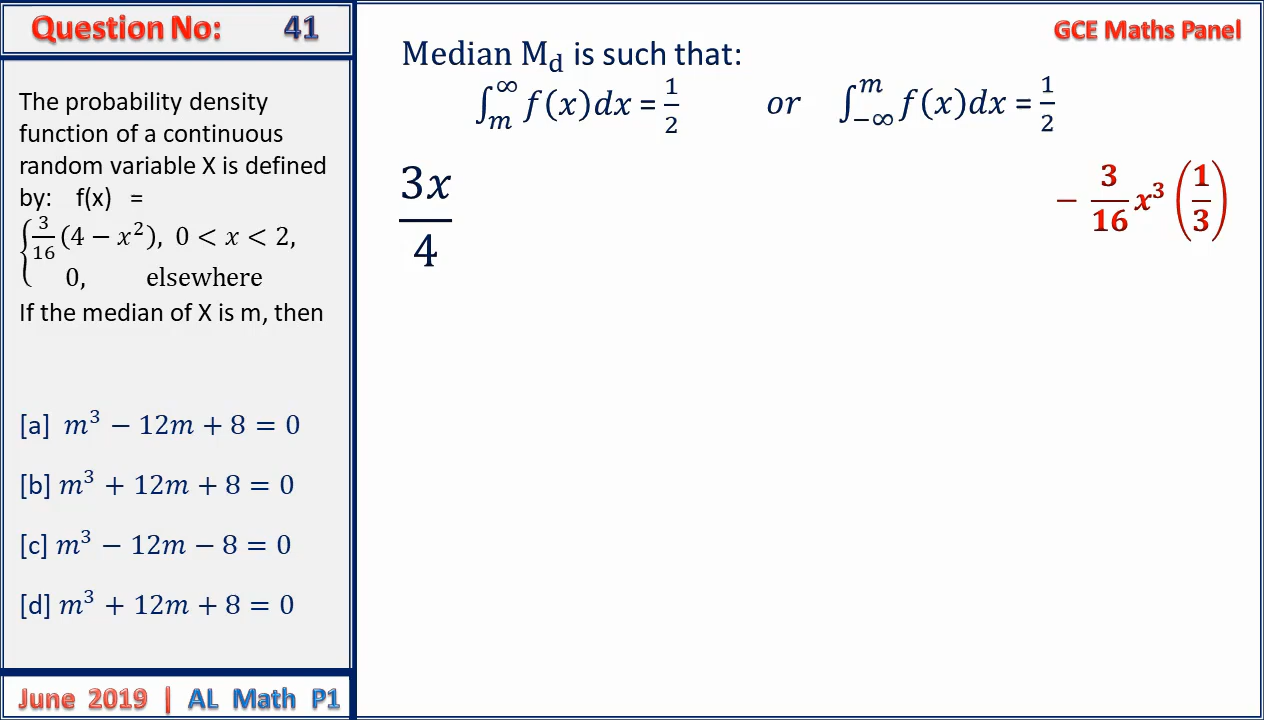 Question No: 41
GCE Maths Panel
The probability density
function of a continuous
random variable X is defined
by: f(x) =
{ 3/16 (4 − x²), 0 < x < 2,
0, elsewhere
If the median of X is m, then
[a] m³ − 12m + 8 = 0
[b] m³ + 12m + 8 = 0
[c] m³ − 12m − 8 = 0
[d] m³ + 12m + 8 = 0
June 2019 | AL Math P1
Median M_d is such that:
∫_m^∞ f(x)dx = 1/2 or ∫_−∞^m f(x)dx = 1/2
3x/4
− 3/16 x³ (1/3)